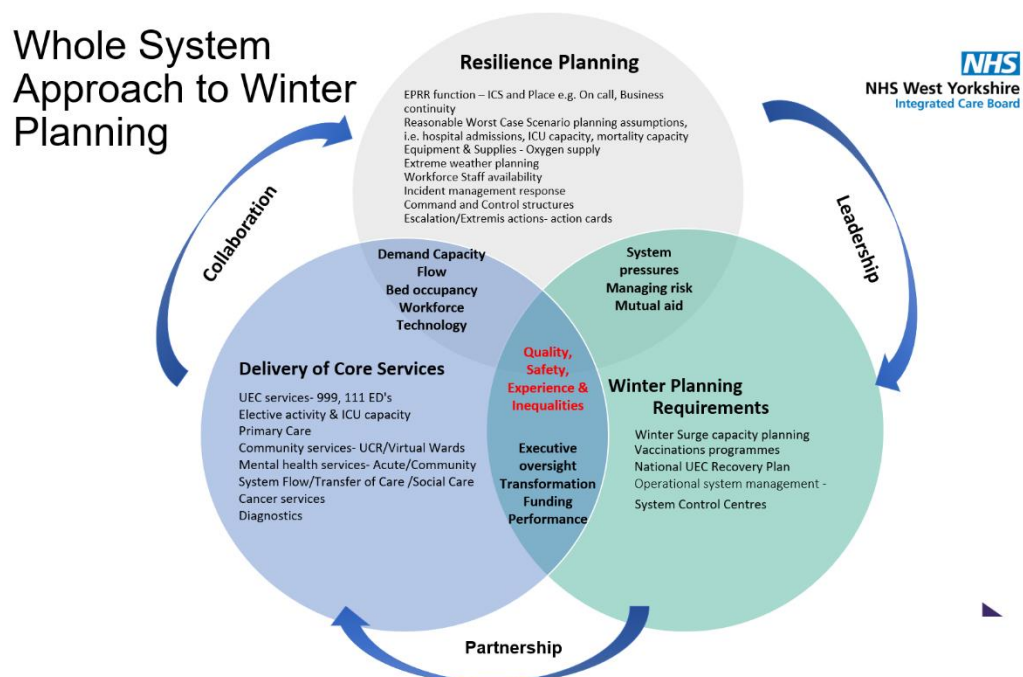 Whole System
Approach to Winter
Planning
NHS
NHS West Yorkshire
Integrated Care Board
Resilience Planning
EPRR function – ICS and Place e.g. On call, Business
continuity
Reasonable Worst Case Scenario planning assumptions,
i.e. hospital admissions, ICU capacity, mortality capacity
Equipment & Supplies - Oxygen supply
Extreme weather planning
Workforce Staff availability
Incident management response
Command and Control structures
Escalation/Extremis actions- action cards
Collaboration
Leadership
Demand Capacity
Flow
Bed occupancy
Workforce
Technology
System
pressures
Managing risk
Mutual aid
Quality,
Safety,
Experience &
Inequalities
Executive
oversight
Transformation
Funding
Performance
Delivery of Core Services
UEC services- 999, 111 ED's
Elective activity & ICU capacity
Primary Care
Community services- UCR/Virtual Wards
Mental health services- Acute/Community
System Flow/Transfer of Care /Social Care
Cancer services
Diagnostics
Winter Planning
Requirements
Winter Surge capacity planning
Vaccinations programmes
National UEC Recovery Plan
Operational system management -
System Control Centres
Partnership